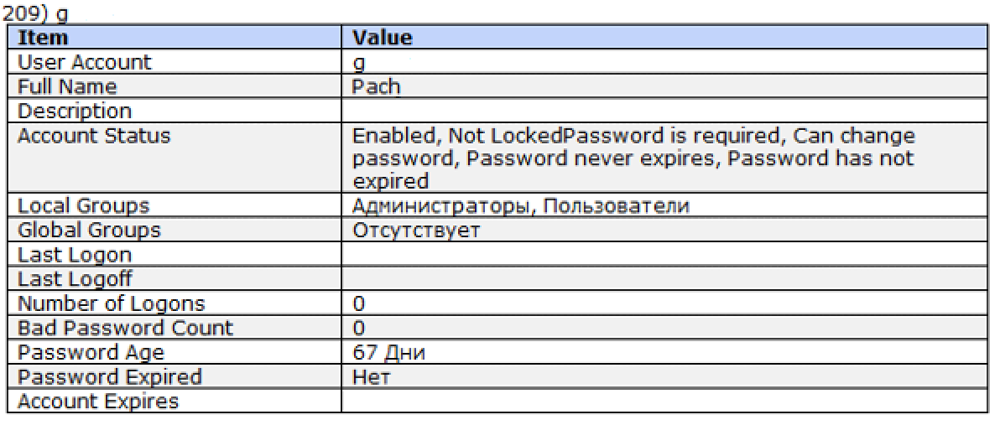 209) g
Item Value
User Account g
Full Name Pach
Description
Account Status Enabled, Not LockedPassword is required, Can change
password, Password never expires, Password has not
expired
Local Groups Администраторы, Пользователи
Global Groups Отсутствует
Last Logon
Last Logoff
Number of Logons 0
Bad Password Count 0
Password Age 67 Дни
Password Expired Нет
Account Expires